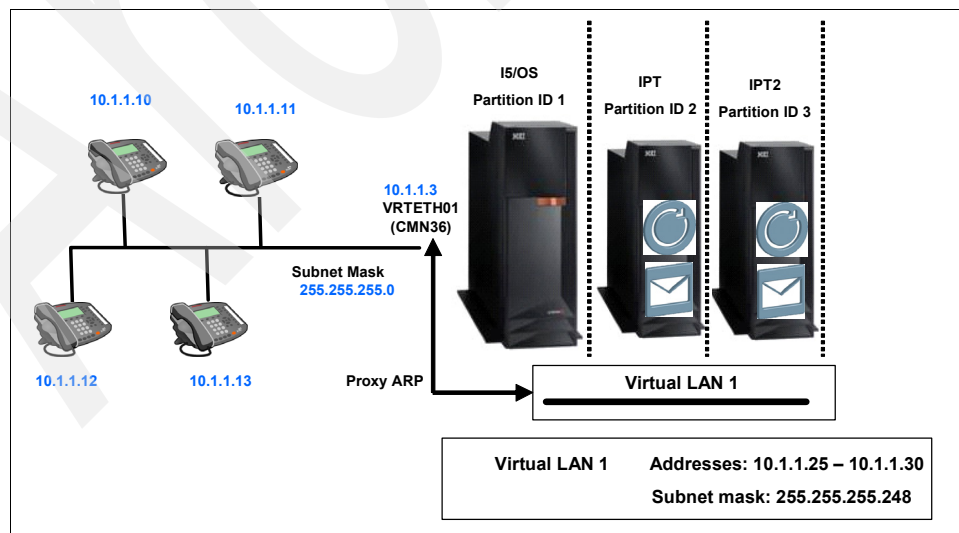 I5/OS
Partition ID 1
IPT
Partition ID 2
IPT2
Partition ID 3
10.1.1.10
10.1.1.11
10.1.1.3
VRTETH01
(CMN36)
Subnet Mask
255.255.255.0
10.1.1.12
10.1.1.13
Proxy ARP
Virtual LAN 1
Virtual LAN 1 Addresses: 10.1.1.25 – 10.1.1.30
Subnet mask: 255.255.255.248